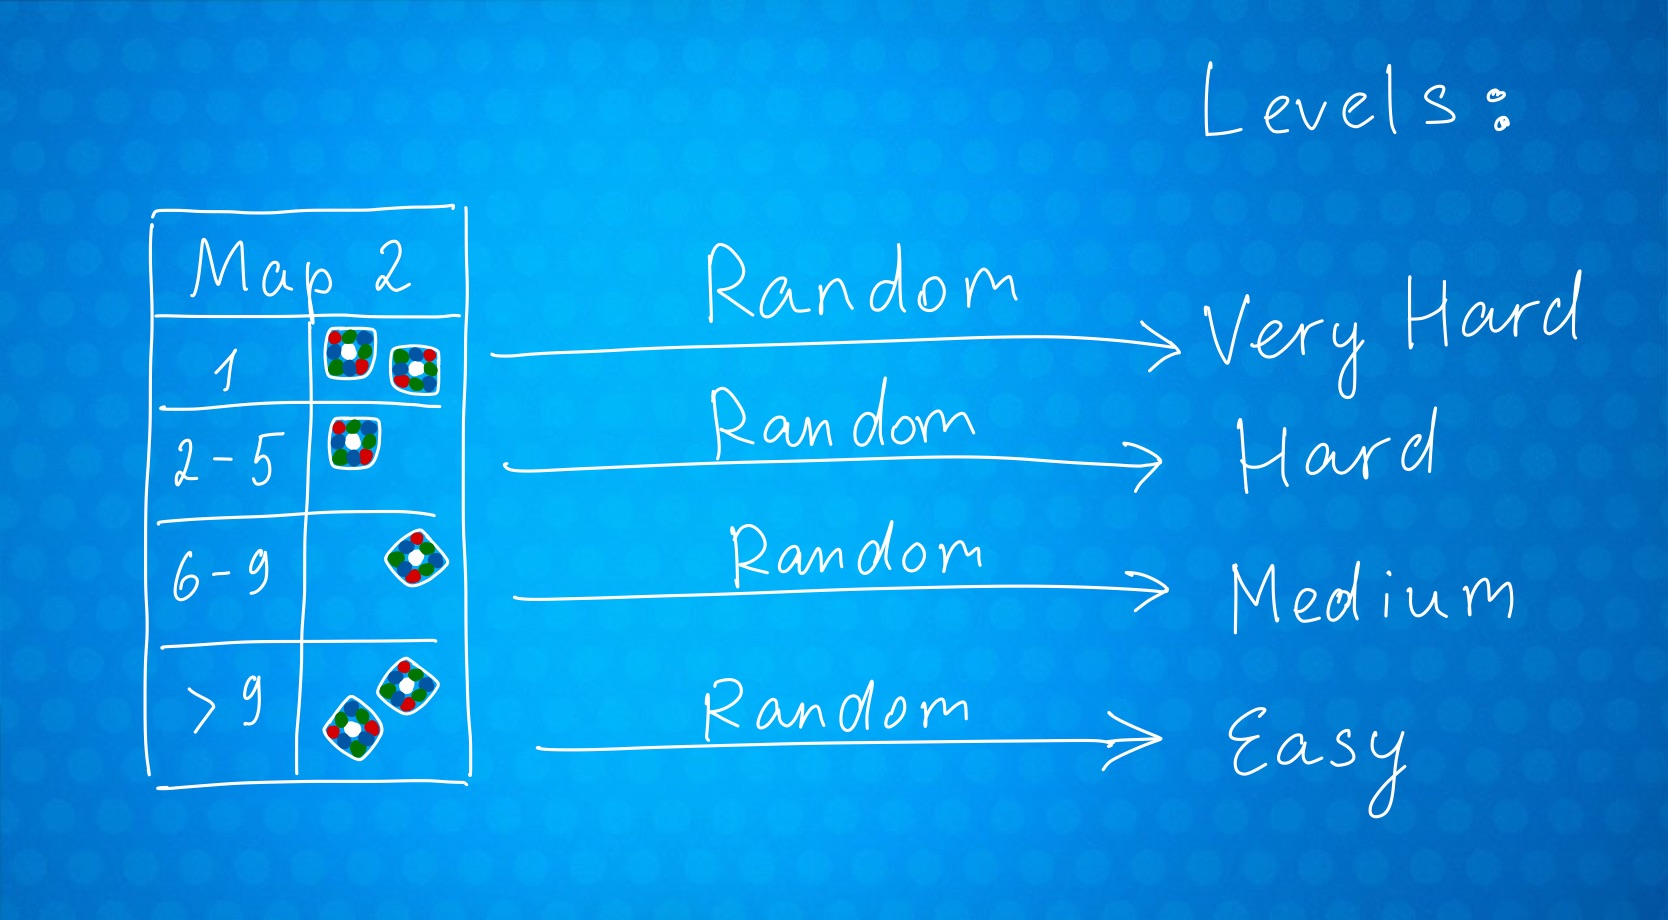 Levels:
Map 2
1
Random
Very Hard
2-5
Random
Hard
6-9
Random
Medium
> 9
Random
Easy